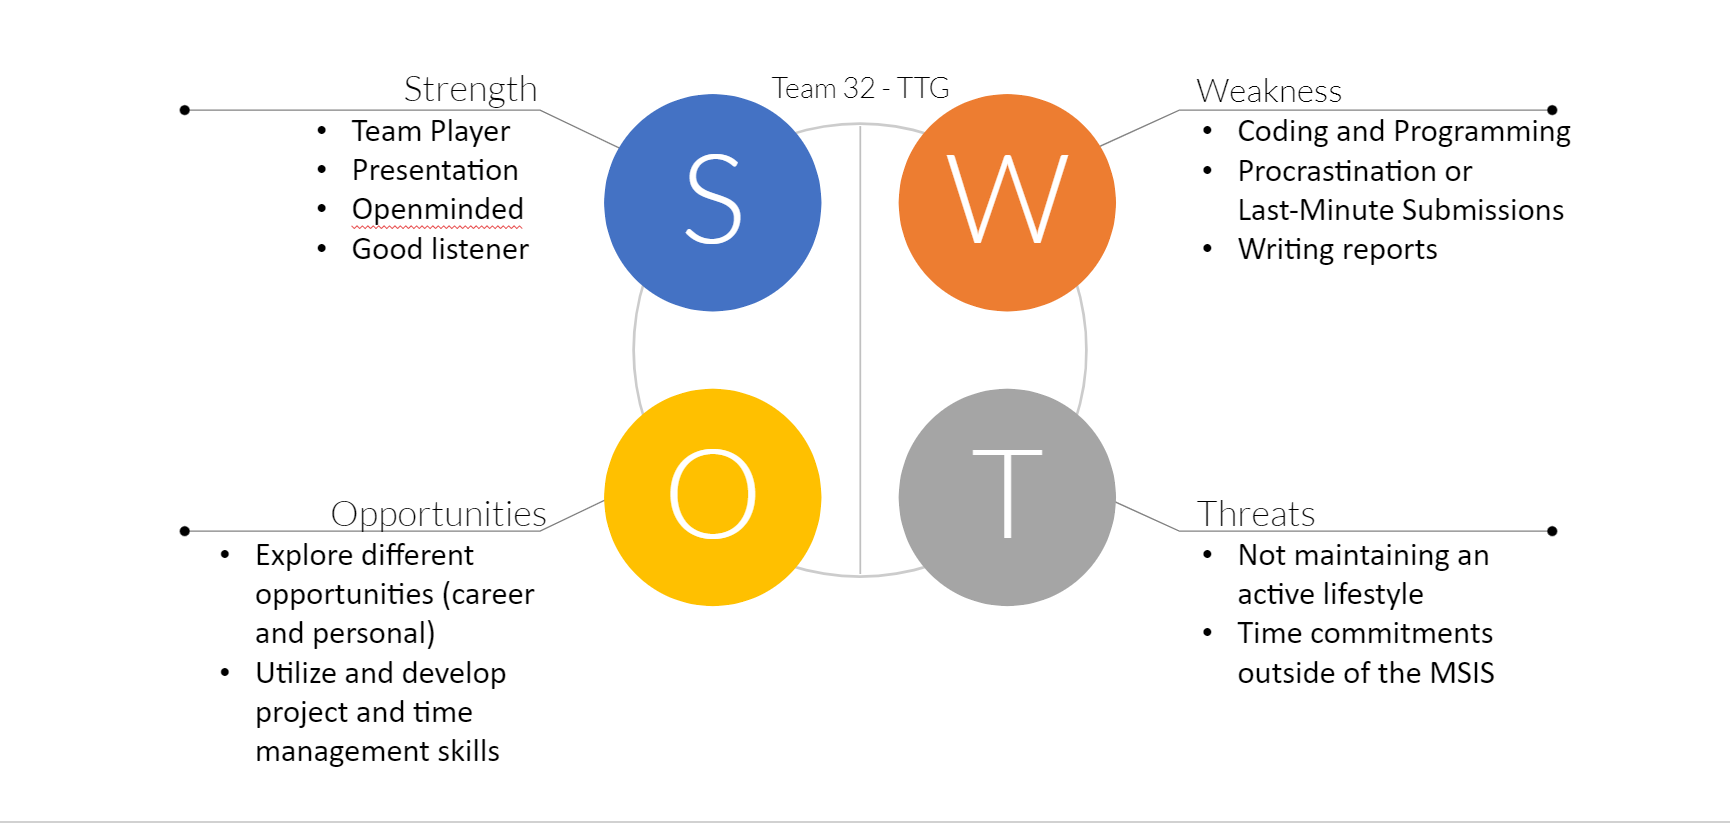 Team 32 - TTG
S
Strength
• Team Player
• Presentation
• Openminded
• Good listener
W
Weakness
• Coding and Programming
• Procrastination or
Last-Minute Submissions
• Writing reports
O
Opportunities
• Explore different
opportunities (career
and personal)
• Utilize and develop
project and time
management skills
T
Threats
• Not maintaining an
active lifestyle
• Time commitments
outside of the MSIS